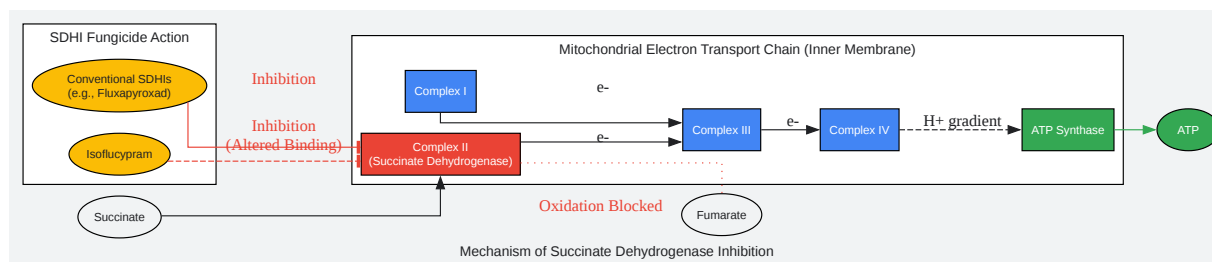 SDHI Fungicide Action
Conventional SDHIs
(e.g., Fluxapyroxad)
Isoflucypram
Succinate
Inhibition
Inhibition
(Altered Binding)
Mitochondrial Electron Transport Chain (Inner Membrane)
Complex I
e-
Complex II
(Succinate Dehydrogenase)
e-
Complex III
e-
Complex IV
H+ gradient
ATP Synthase
ATP
Oxidation Blocked
Fumarate
Mechanism of Succinate Dehydrogenase Inhibition